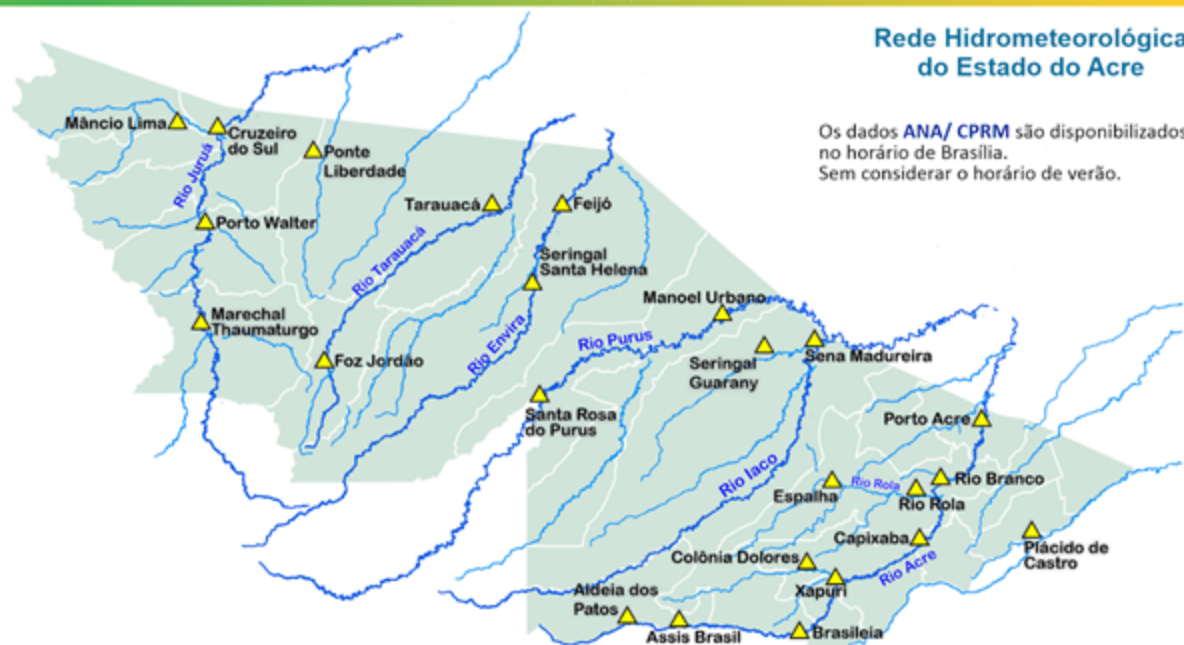 Rede Hidrometeorológica
do Estado do Acre
Os dados ANA/ CPRM são disponibilizados
no horário de Brasília.
Sem considerar o horário de verão.
Mâncio Lima
Cruzeiro
do Sul
Ponte
Liberdade
Rio Juruá
Porto Walter
Tarauacá
Feijó
Rio Tarauacá
Seringal
Santa Helena
Marechal
Thaumaturgo
Foz Jordão
Rio Envira
Manoel Urbano
Rio Purus
Seringal
Guarany
Sena Madureira
Santa Rosa
do Purus
Porto Acre
Rio Iaco
Espalha
Rio Rola
Rio Rola
Rio Branco
Capixaba
Plácido de
Castro
Colônia Dolores
Xapuri
Rio Acre
Aldeia dos
Patos
Assis Brasil
Brasileia